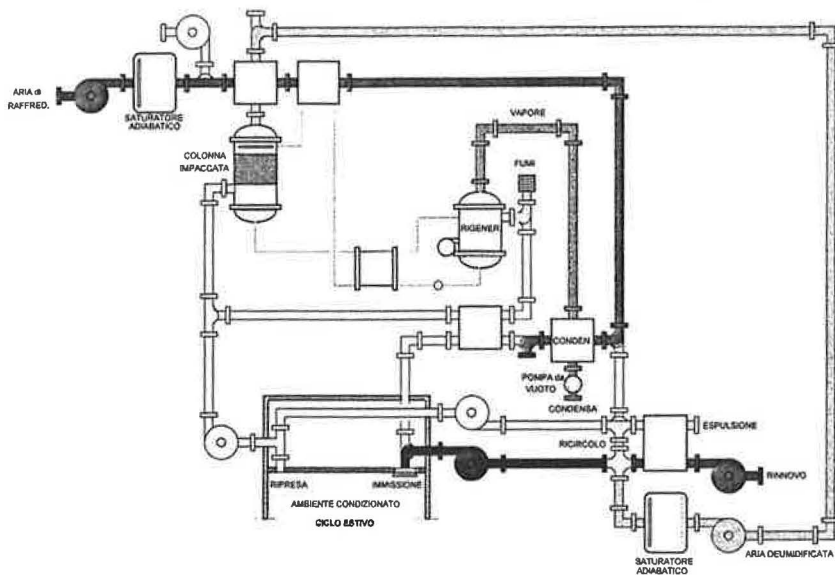 ARIA di
RAFFRED.
SATURATORE
ADIABATICO
COLONNA
IMPACCATA
VAPORE
FUMI
RIGENER
CONDEN
POMPA da
VUOTO
CONDENSA
ESPULSIONE
RICIRCOLO
RINNOVO
RIPRESA
IMMISSIONE
AMBIENTE CONDIZIONATO
CICLO ESTIVO
SATURATORE
ADIABATICO
ARIA DEUMIDIFICATA